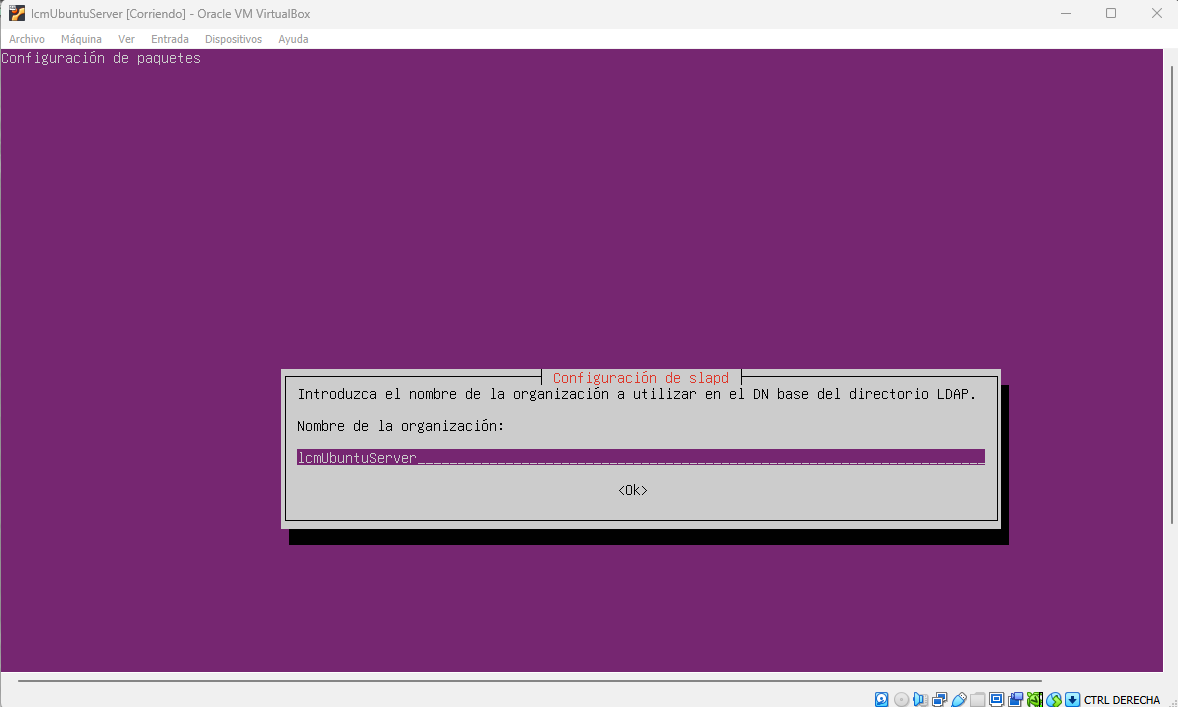 lcmUbuntuServer [Corriendo] - Oracle VM VirtualBox
Archivo Máquina Ver Entrada Dispositivos Ayuda
Configuración de paquetes
Configuración de slapd
Introduzca el nombre de la organización a utilizar en el DN base del directorio LDAP.
Nombre de la organización:
lcmUbuntuServer_______________________________________________________________________
<Ok>
CTRL DERECHA